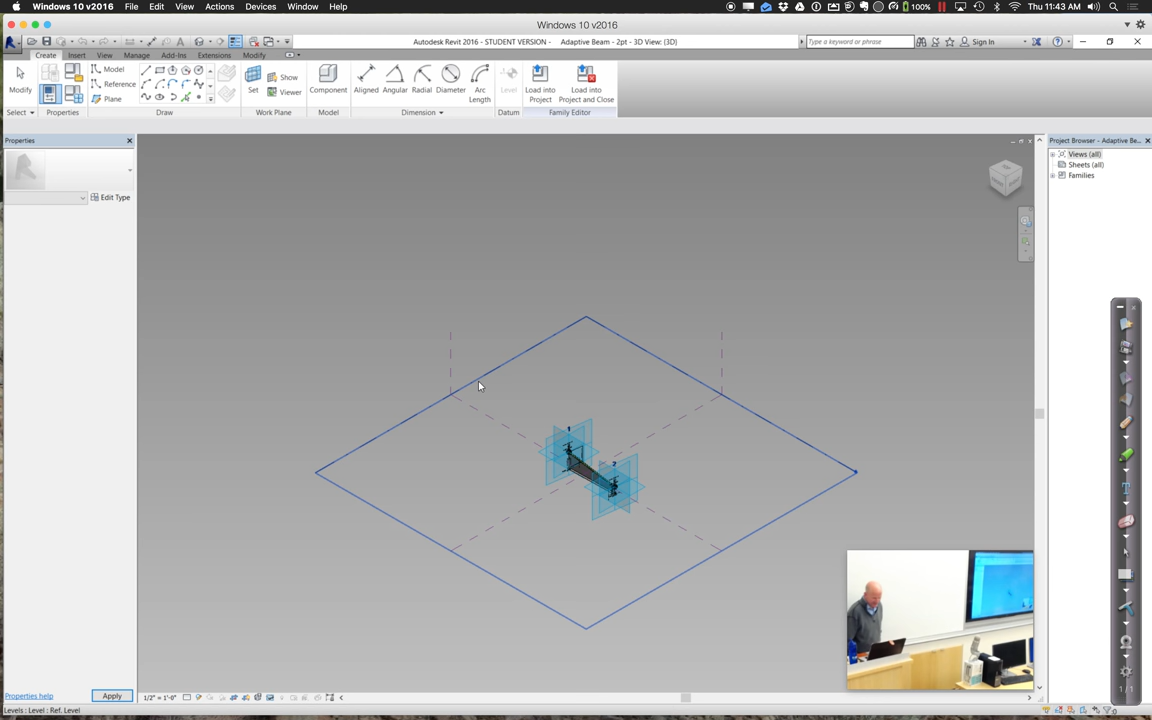 Windows 10 v2016 File Edit View Actions Devices Window Help 100% Thu 11:43 AM
Windows 10 v2016
Autodesk Revit 2016 - STUDENT VERSION - Adaptive Beam - 2pt - 3D View: {3D} Type a keyword or phrase Sign In
Create Insert View Manage Add-Ins Extensions Modify
Modify
Model
Reference
Plane
Set
Show
Viewer
Component
Aligned
Angular
Radial
Diameter
Arc
Length
Level
Load into
Project
Load into
Project and Close
Select Properties Draw Work Plane Model Dimension Datum Family Editor
Properties
Edit Type
Properties help
Apply
Project Browser - Adaptive Be...
Views (all)
Sheets (all)
Families
1
2
1/2" = 1'-0"
Levels : Level : Ref. Level
:0
T
1/1